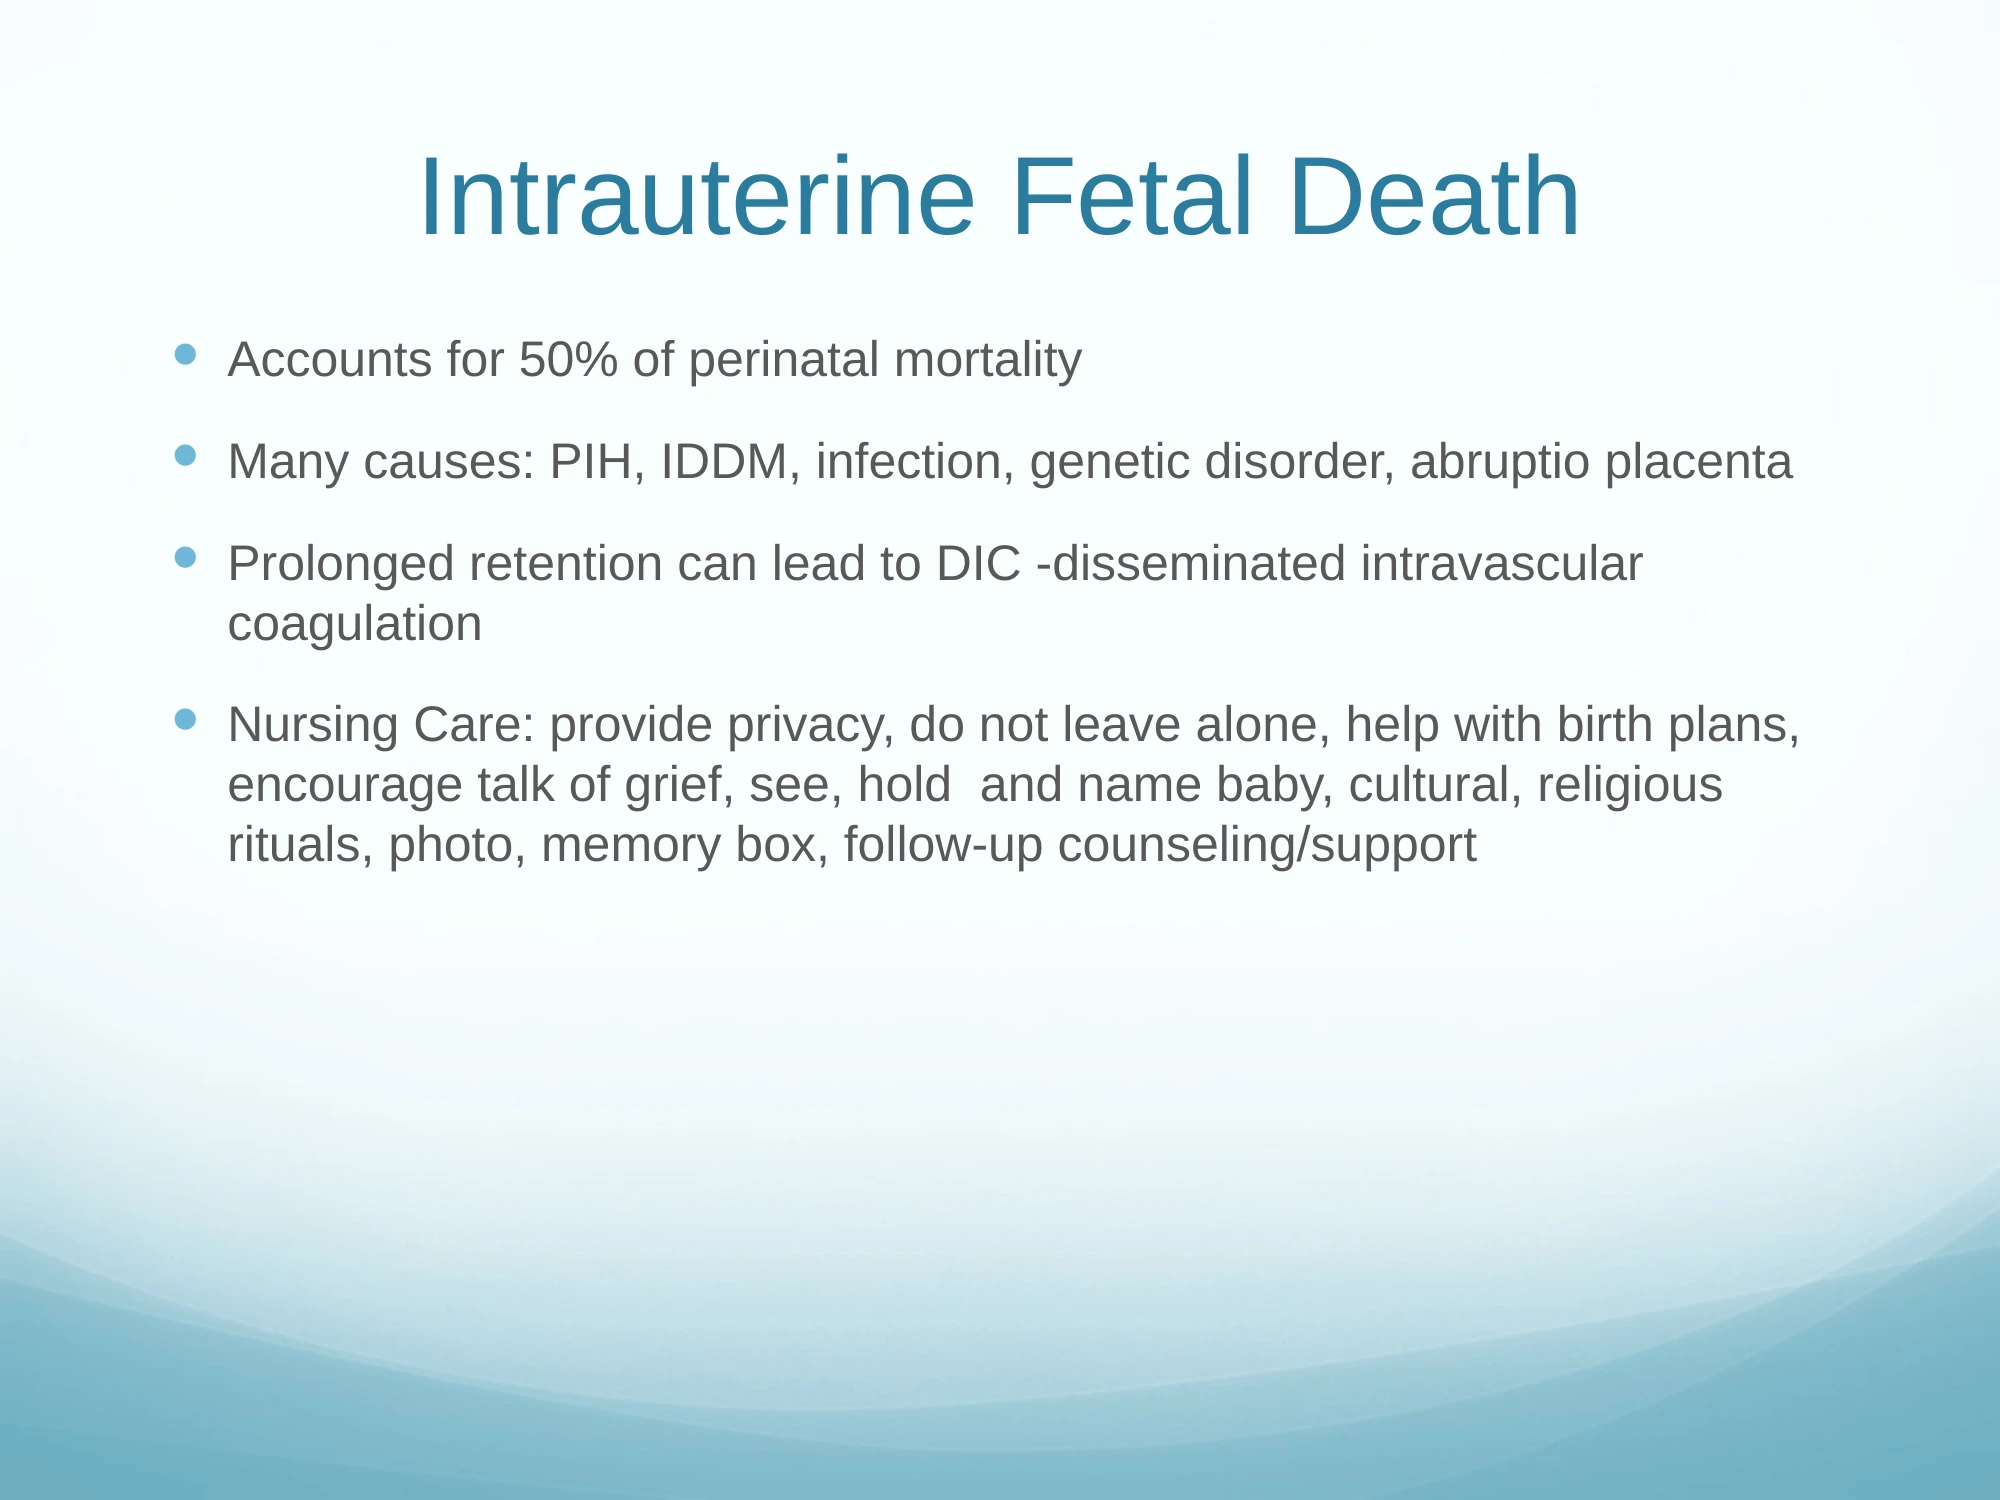 Intrauterine Fetal Death
• Accounts for 50% of perinatal mortality
• Many causes: PIH, IDDM, infection, genetic disorder, abruptio placenta
• Prolonged retention can lead to DIC -disseminated intravascular
coagulation
• Nursing Care: provide privacy, do not leave alone, help with birth plans,
encourage talk of grief, see, hold  and name baby, cultural, religious
rituals, photo, memory box, follow-up counseling/support